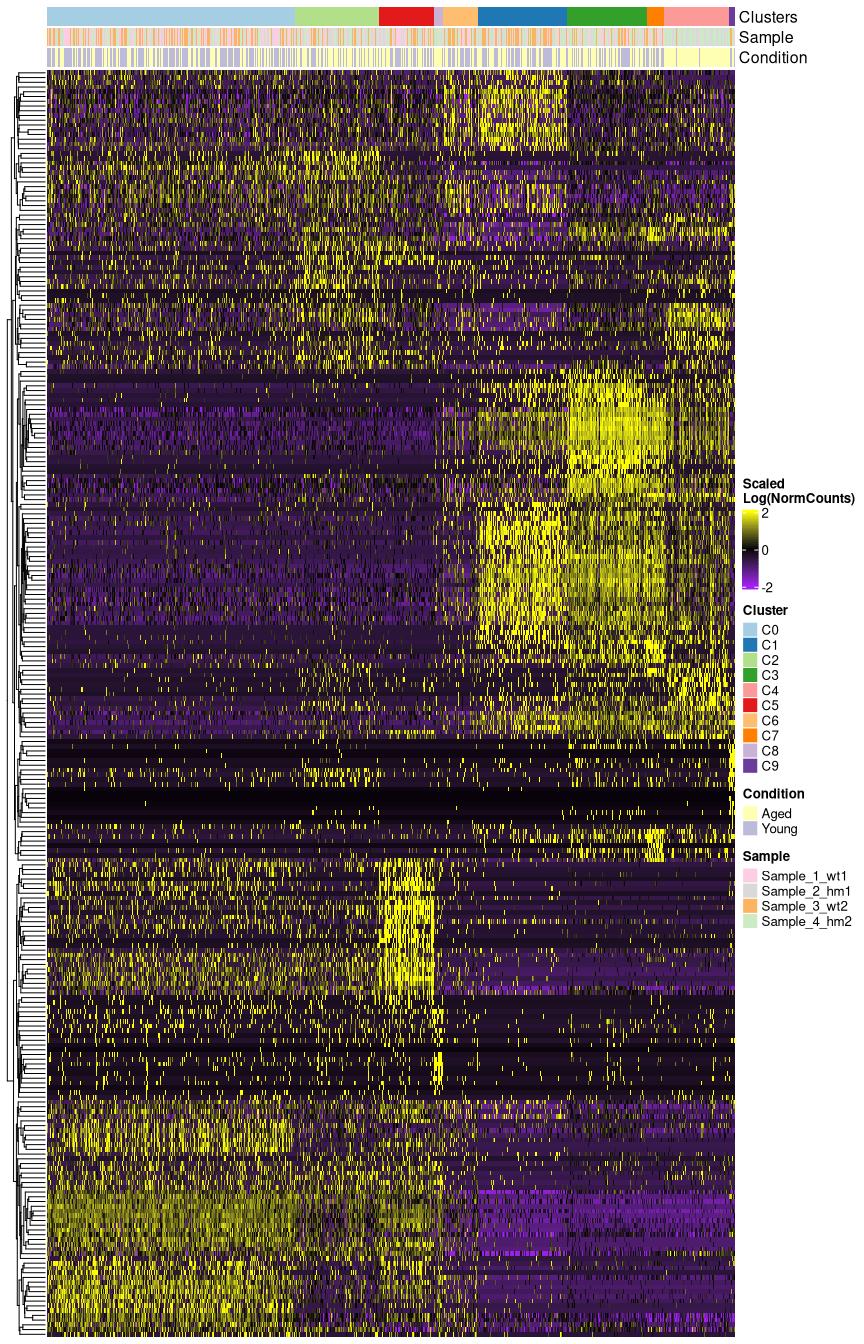 Clusters
Sample
Condition
Scaled
Log(NormCounts)
2
0
-2
Cluster
C0
C1
C2
C3
C4
C5
C6
C7
C8
C9
Condition
Aged
Young
Sample
Sample_1_wt1
Sample_2_hm1
Sample_3_wt2
Sample_4_hm2